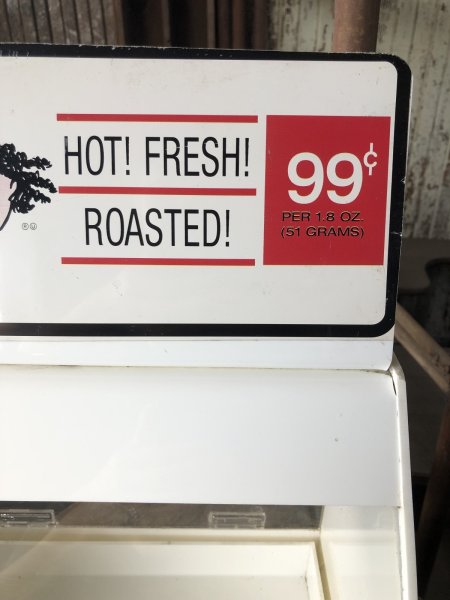 HOT! FRESH!
ROASTED!
99¢
PER 1.8 OZ.
(51 GRAMS)
®